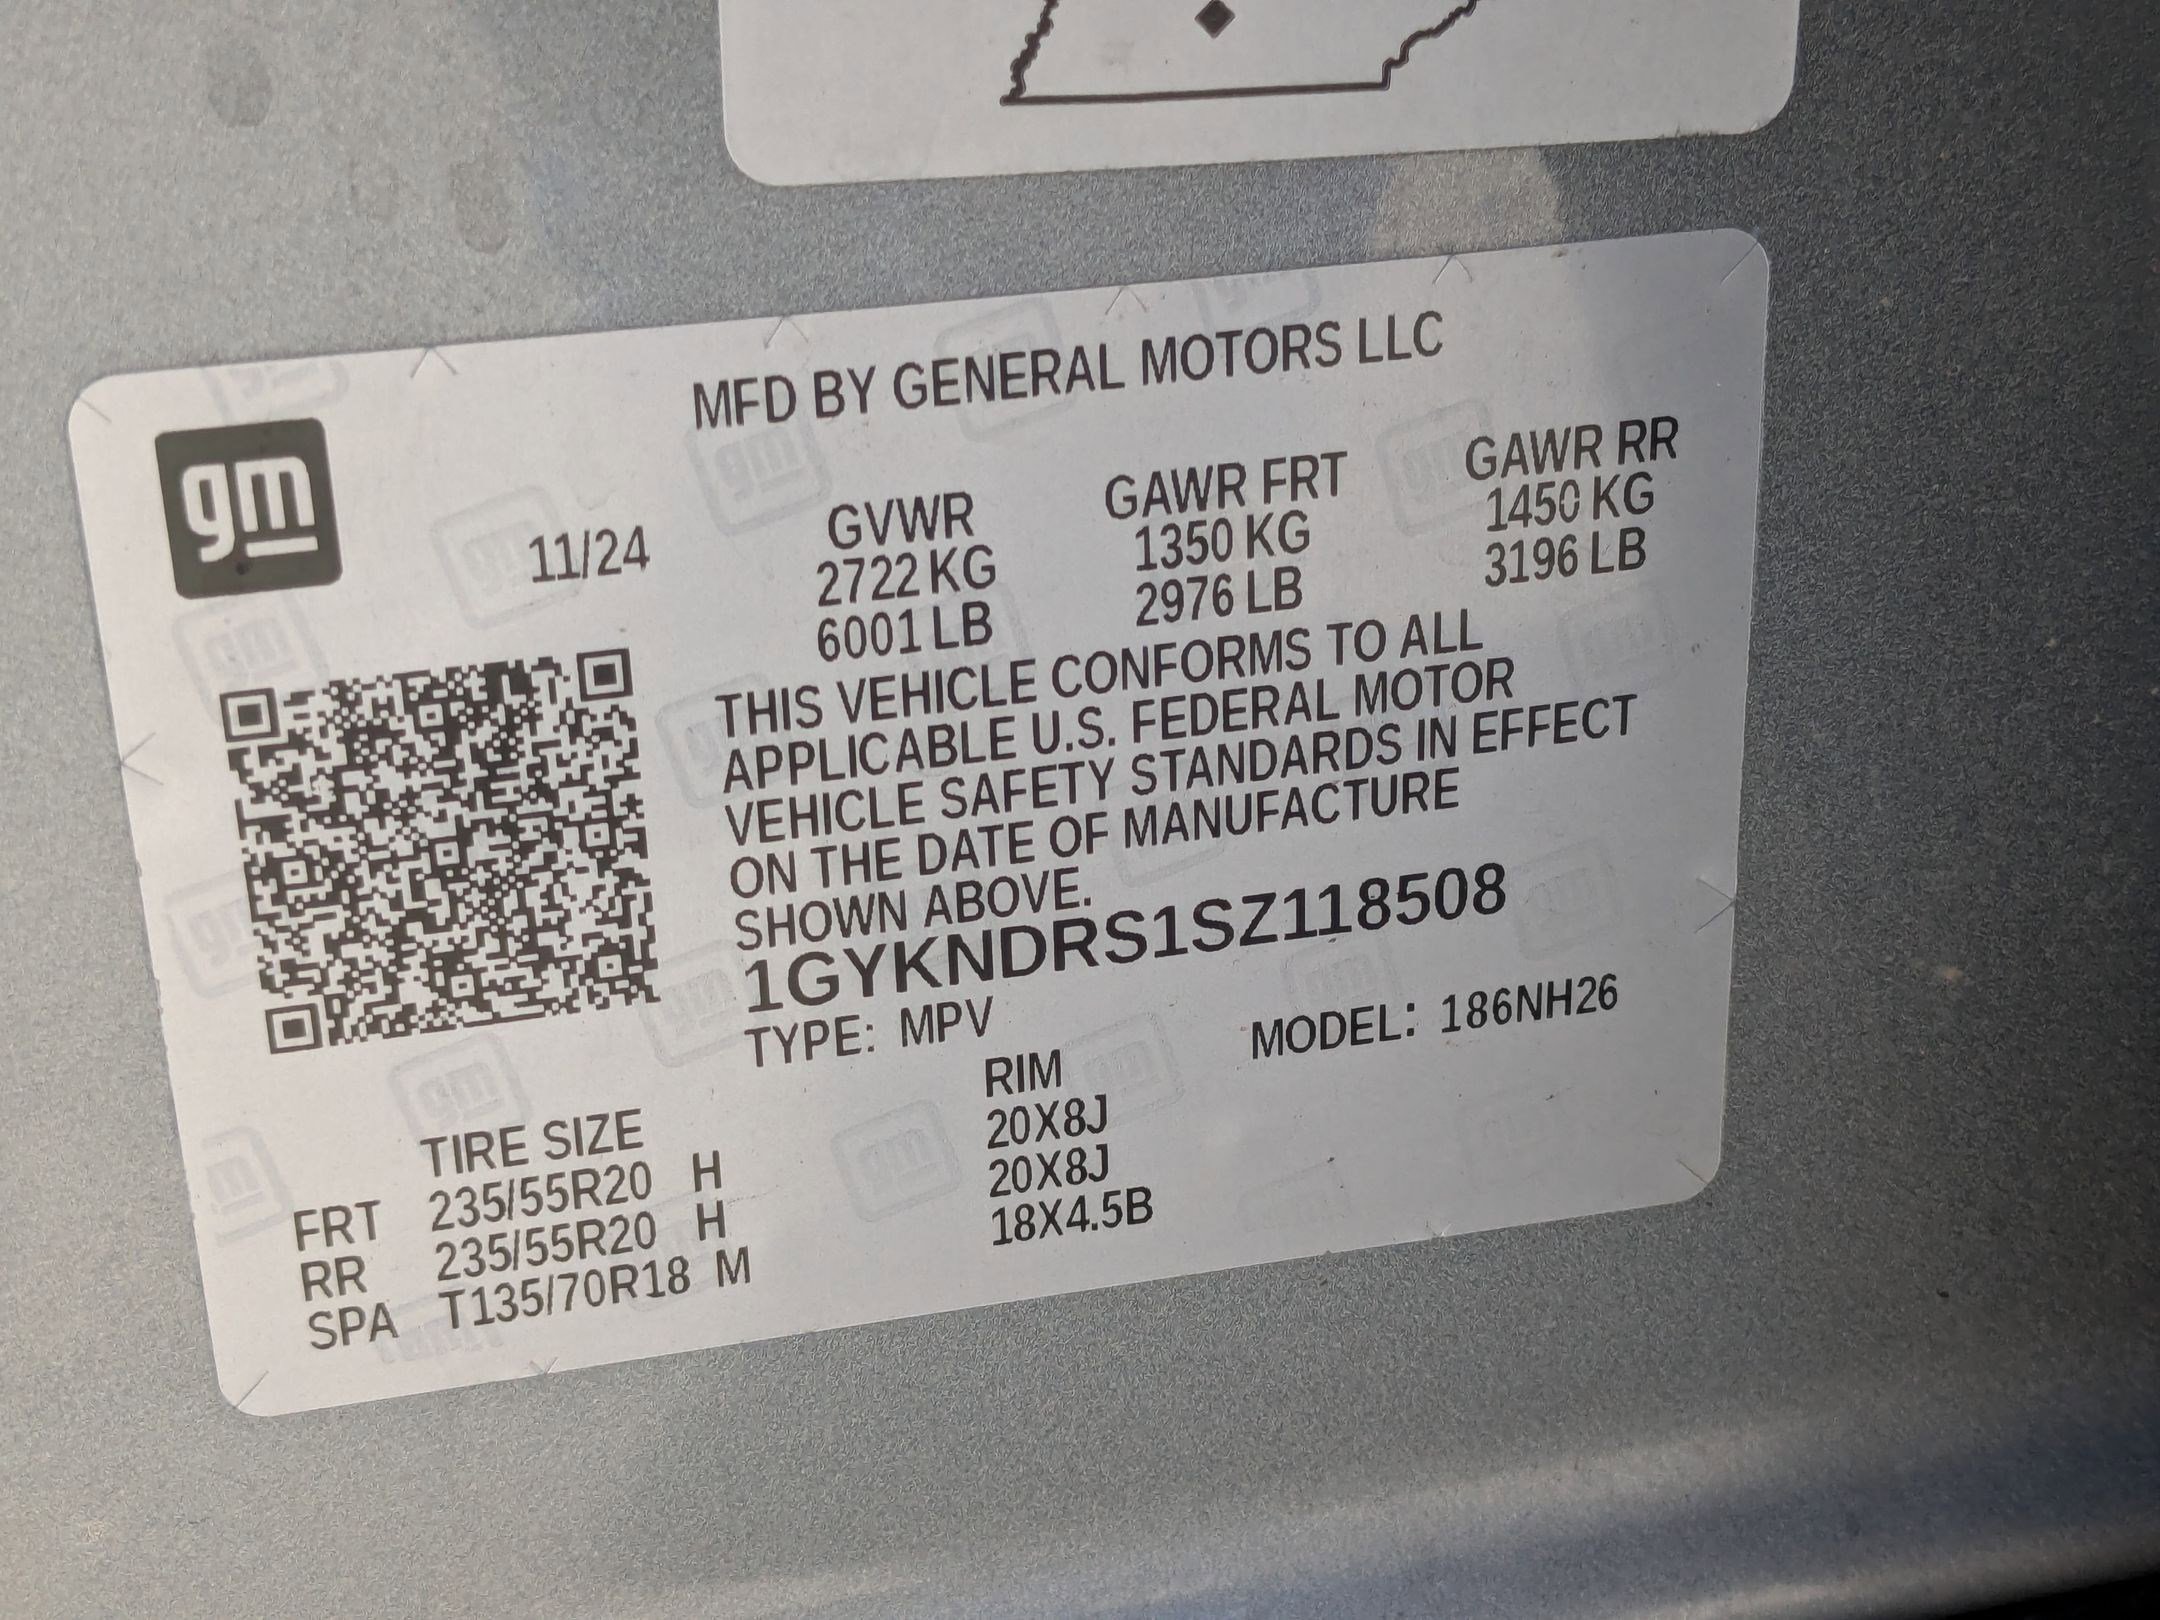 MFD BY GENERAL MOTORS LLC
gm
11/24
GVWR GAWR FRT GAWR RR
2722 KG 1350 KG 1450 KG
6001 LB 2976 LB 3196 LB
THIS VEHICLE CONFORMS TO ALL
APPLICABLE U.S. FEDERAL MOTOR
VEHICLE SAFETY STANDARDS IN EFFECT
ON THE DATE OF MANUFACTURE
SHOWN ABOVE.
1GYKNDRS1SZ118508
TYPE: MPV MODEL: 186NH26
TIRE SIZE RIM
FRT 235/55R20 H 20X8J
RR 235/55R20 H 20X8J
SPA T135/70R18 M 18X4.5B